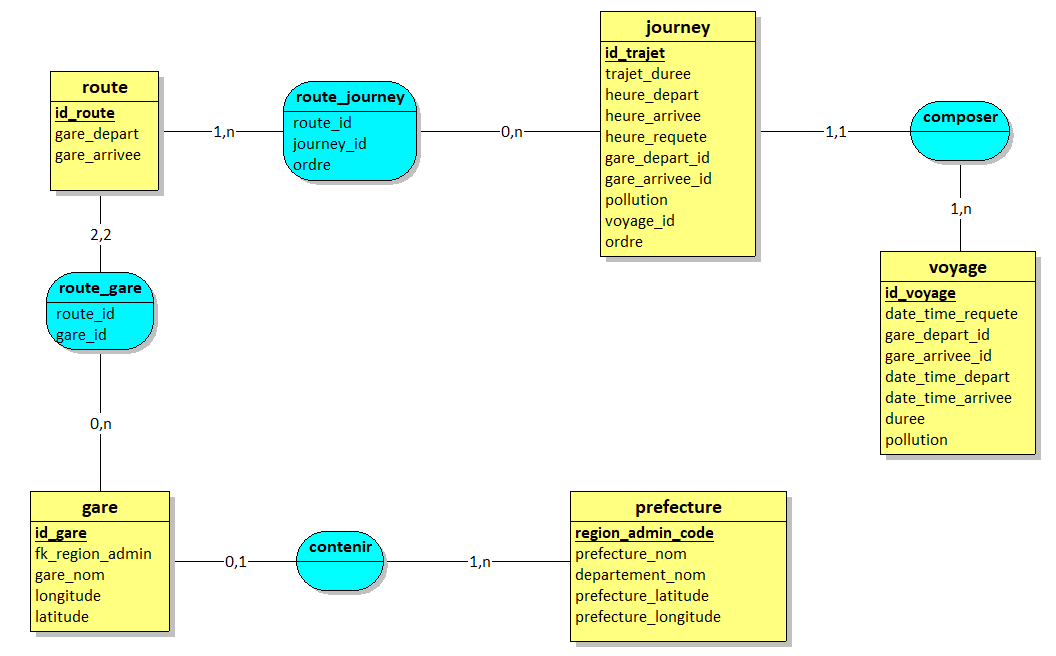 journey
id_trajet
trajet_duree
heure_depart
heure_arrivee
heure_requete
gare_depart_id
gare_arrivee_id
pollution
voyage_id
ordre
route
id_route
gare_depart
gare_arrivee
1,n
route_journey
route_id
journey_id
ordre
0,n
1,1
composer
1,n
2,2
route_gare
route_id
gare_id
0,n
voyage
id_voyage
date_time_requete
gare_depart_id
gare_arrivee_id
date_time_depart
date_time_arrivee
duree
pollution
gare
id_gare
fk_region_admin
gare_nom
longitude
latitude
0,1
contenir
1,n
prefecture
region_admin_code
prefecture_nom
departement_nom
prefecture_latitude
prefecture_longitude